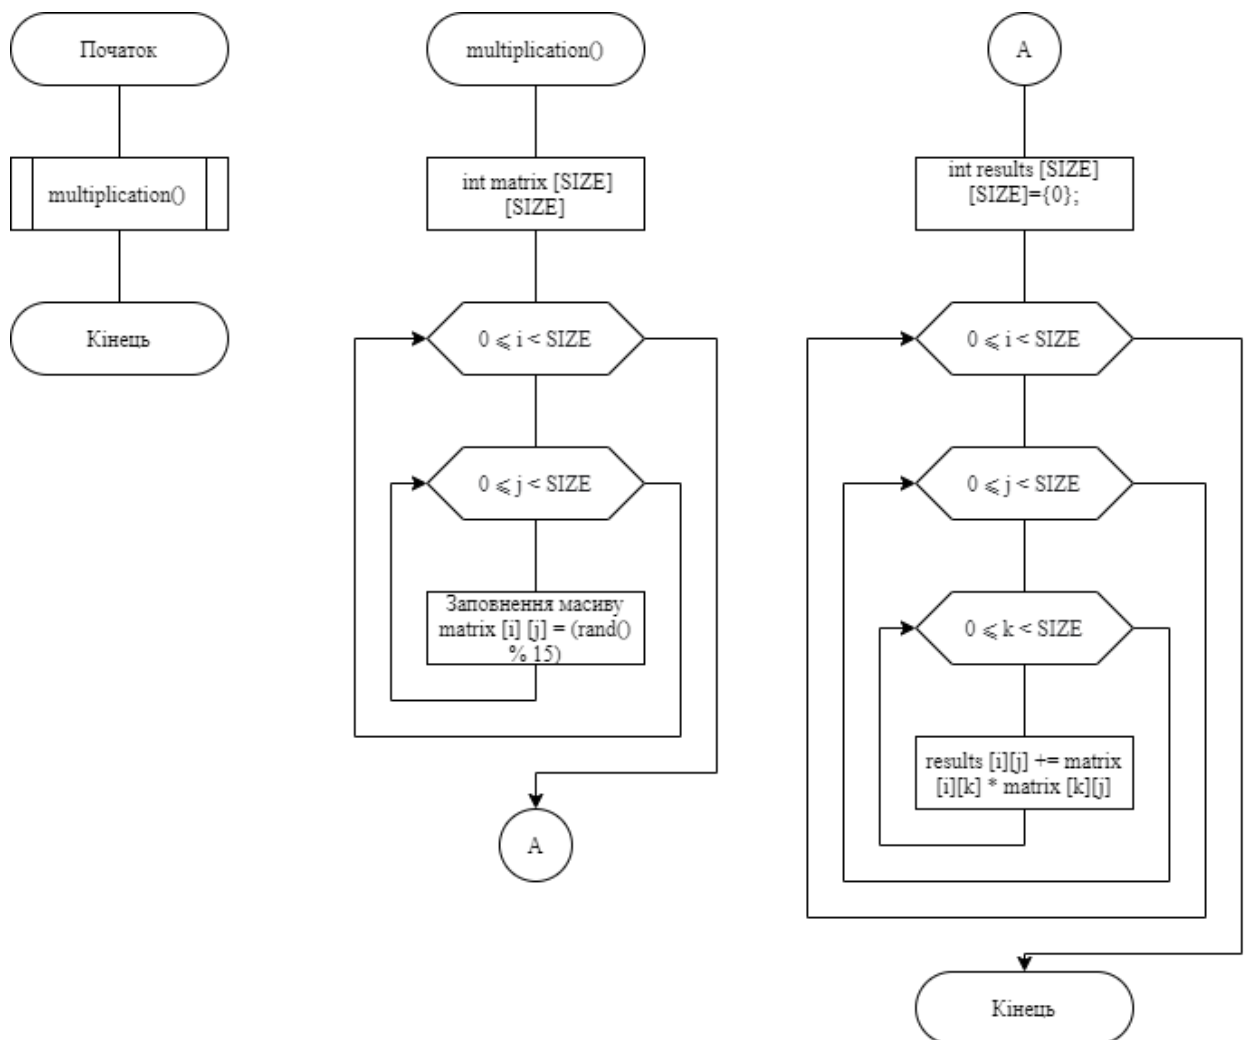 Початок
multiplication()
Кінець
multiplication()
int matrix [SIZE]
[SIZE]
0 ⩽ i < SIZE
0 ⩽ j < SIZE
Заповнення масиву
matrix [i] [j] = (rand()
% 15)
A
A
int results [SIZE]
[SIZE]={0};
0 ⩽ i < SIZE
0 ⩽ j < SIZE
0 ⩽ k < SIZE
results [i][j] += matrix
[i][k] * matrix [k][j]
Кінець